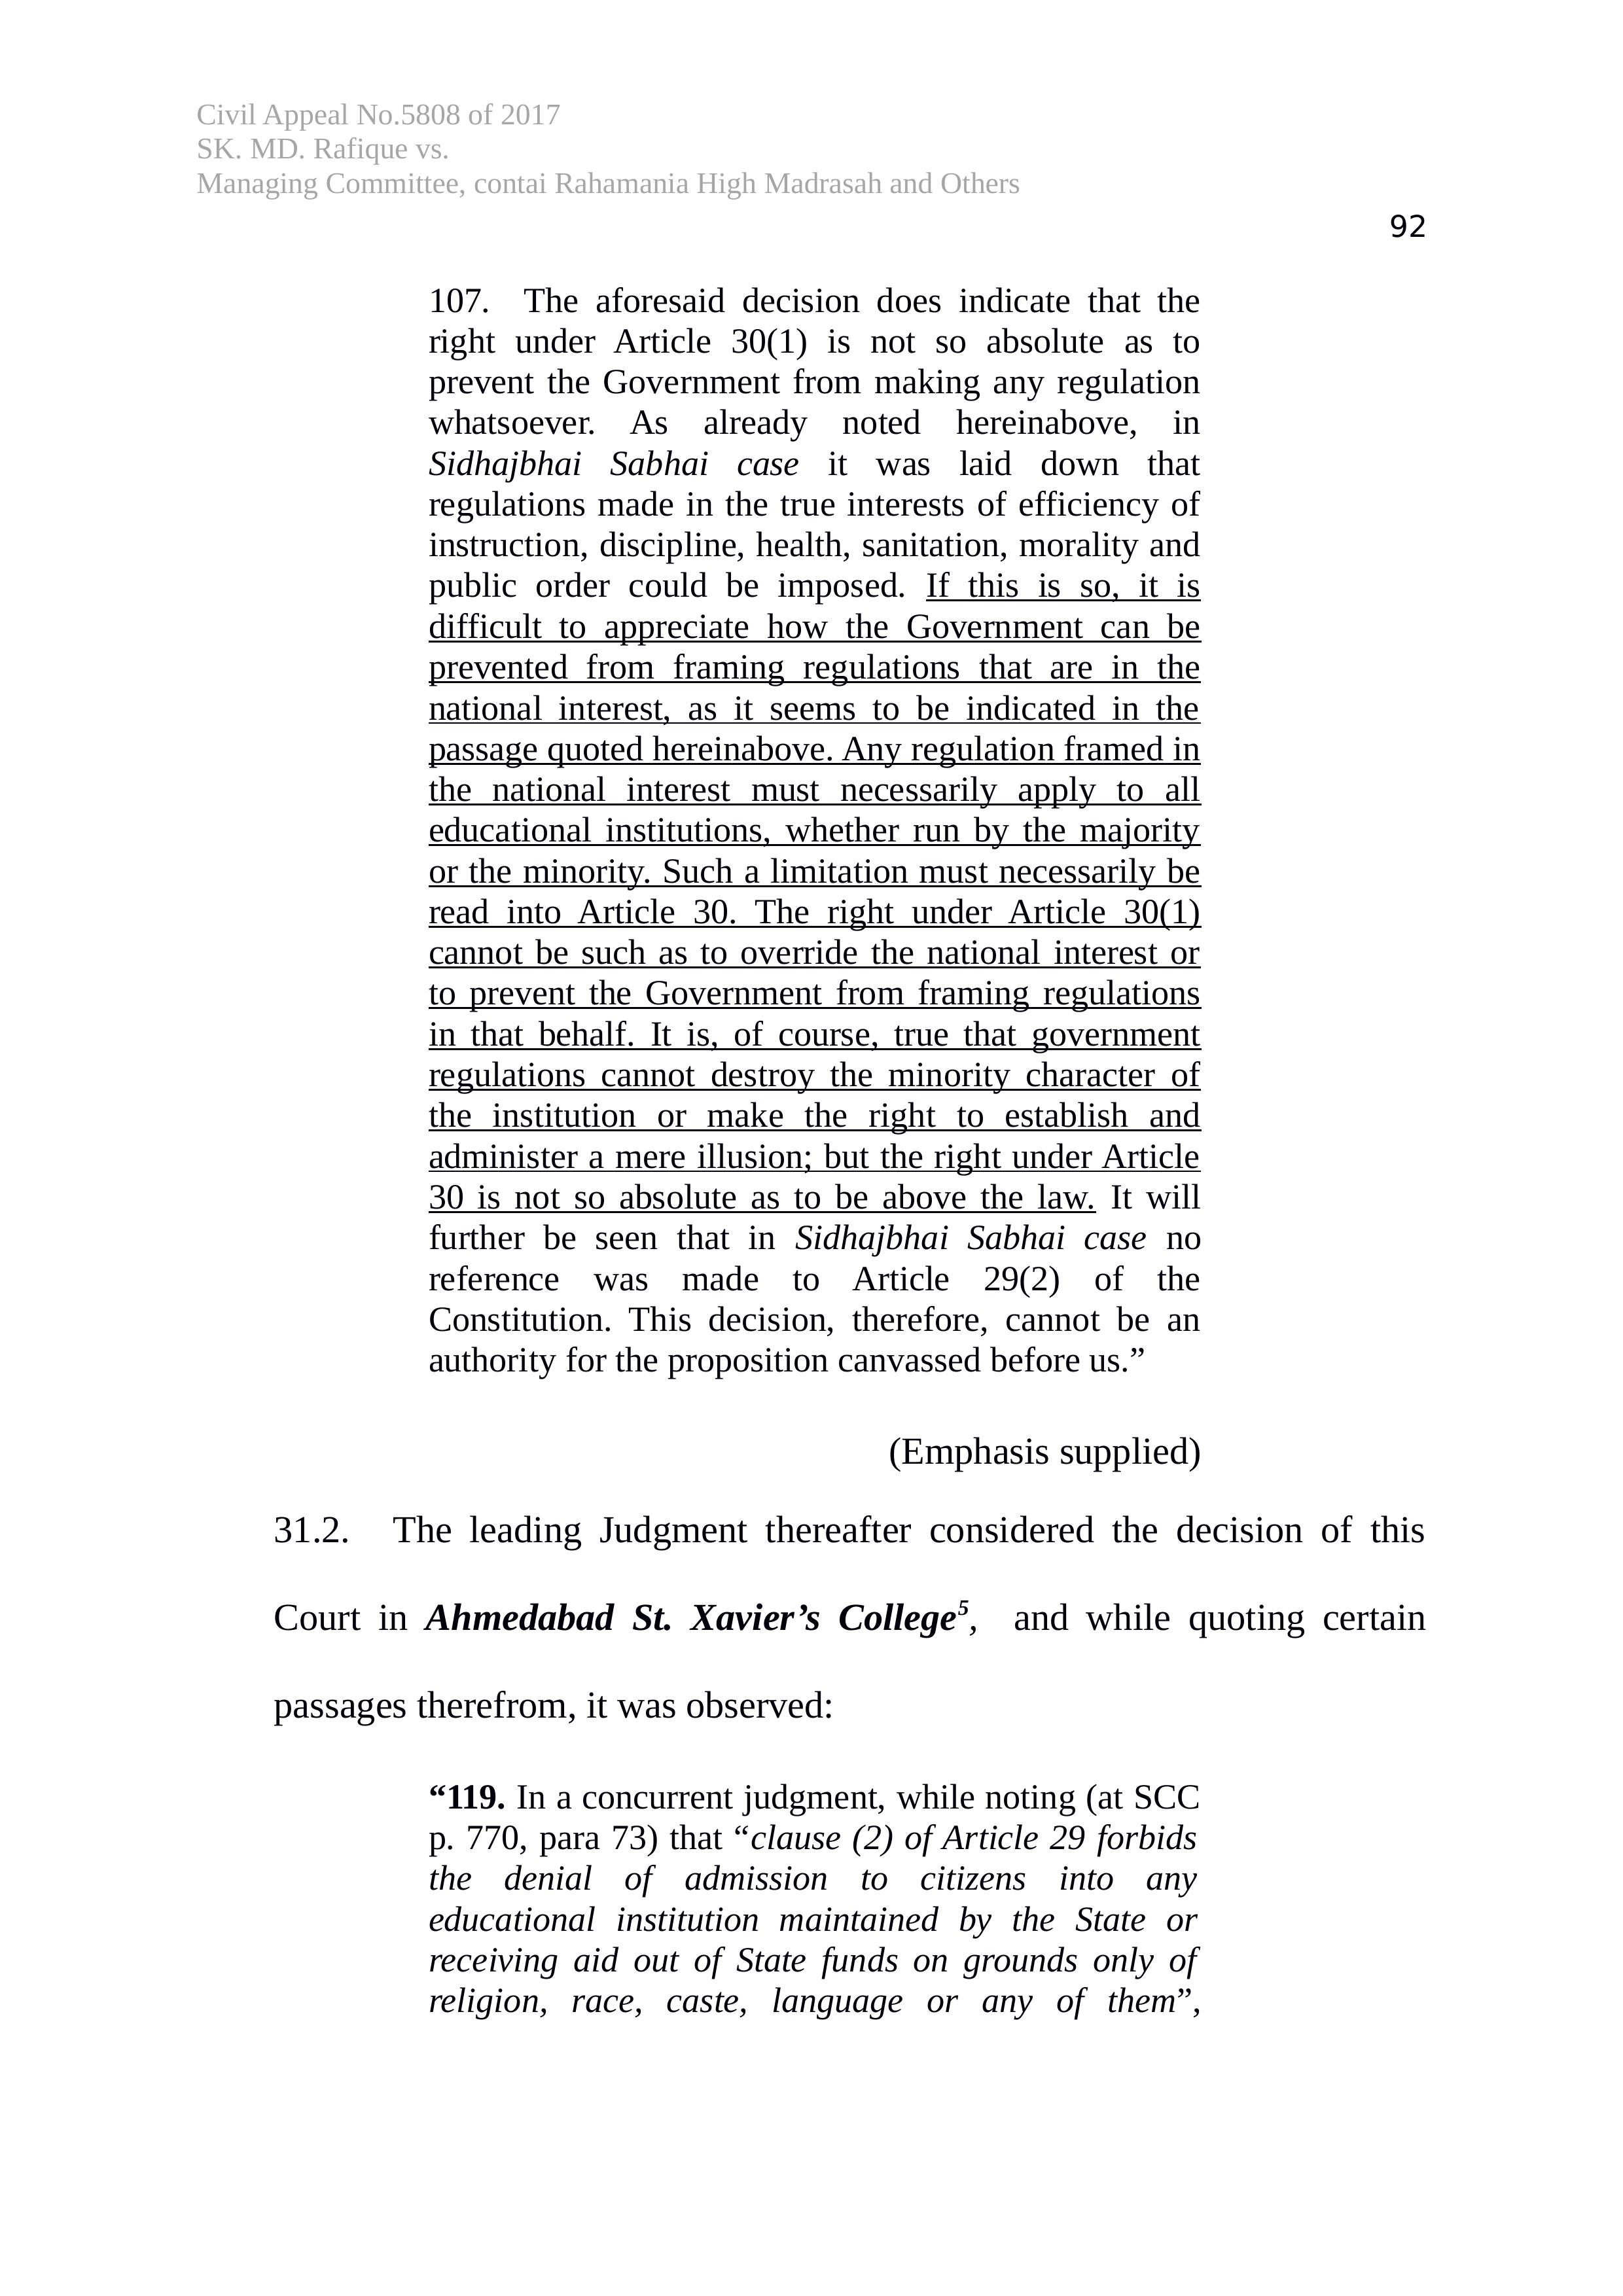 Civil Appeal No.5808 of 2017
SK. MD. Rafique vs.
Managing Committee, contai Rahamania High Madrasah and Others
92
107. The aforesaid decision does indicate that the
right under Article 30(1) is not so absolute as to
prevent the Government from making any regulation
whatsoever. As already noted hereinabove, in
Sidhajbhai Sabhai case it was laid down that
regulations made in the true interests of efficiency of
instruction, discipline, health, sanitation, morality and
public order could be imposed. If this is so, it is
difficult to appreciate how the Government can be
prevented from framing regulations that are in the
national interest, as it seems to be indicated in the
passage quoted hereinabove. Any regulation framed in
the national interest must necessarily apply to all
educational institutions, whether run by the majority
or the minority. Such a limitation must necessarily be
read into Article 30. The right under Article 30(1)
cannot be such as to override the national interest or
to prevent the Government from framing regulations
in that behalf. It is, of course, true that government
regulations cannot destroy the minority character of
the institution or make the right to establish and
administer a mere illusion; but the right under Article
30 is not so absolute as to be above the law. It will
further be seen that in Sidhajbhai Sabhai case no
reference was made to Article 29(2) of the
Constitution. This decision, therefore, cannot be an
authority for the proposition canvassed before us.”
(Emphasis supplied)
31.2. The leading Judgment thereafter considered the decision of this
Court in Ahmedabad St. Xavier’s College5, and while quoting certain
passages therefrom, it was observed:
“119. In a concurrent judgment, while noting (at SCC
p. 770, para 73) that “clause (2) of Article 29 forbids
the denial of admission to citizens into any
educational institution maintained by the State or
receiving aid out of State funds on grounds only of
religion, race, caste, language or any of them”,